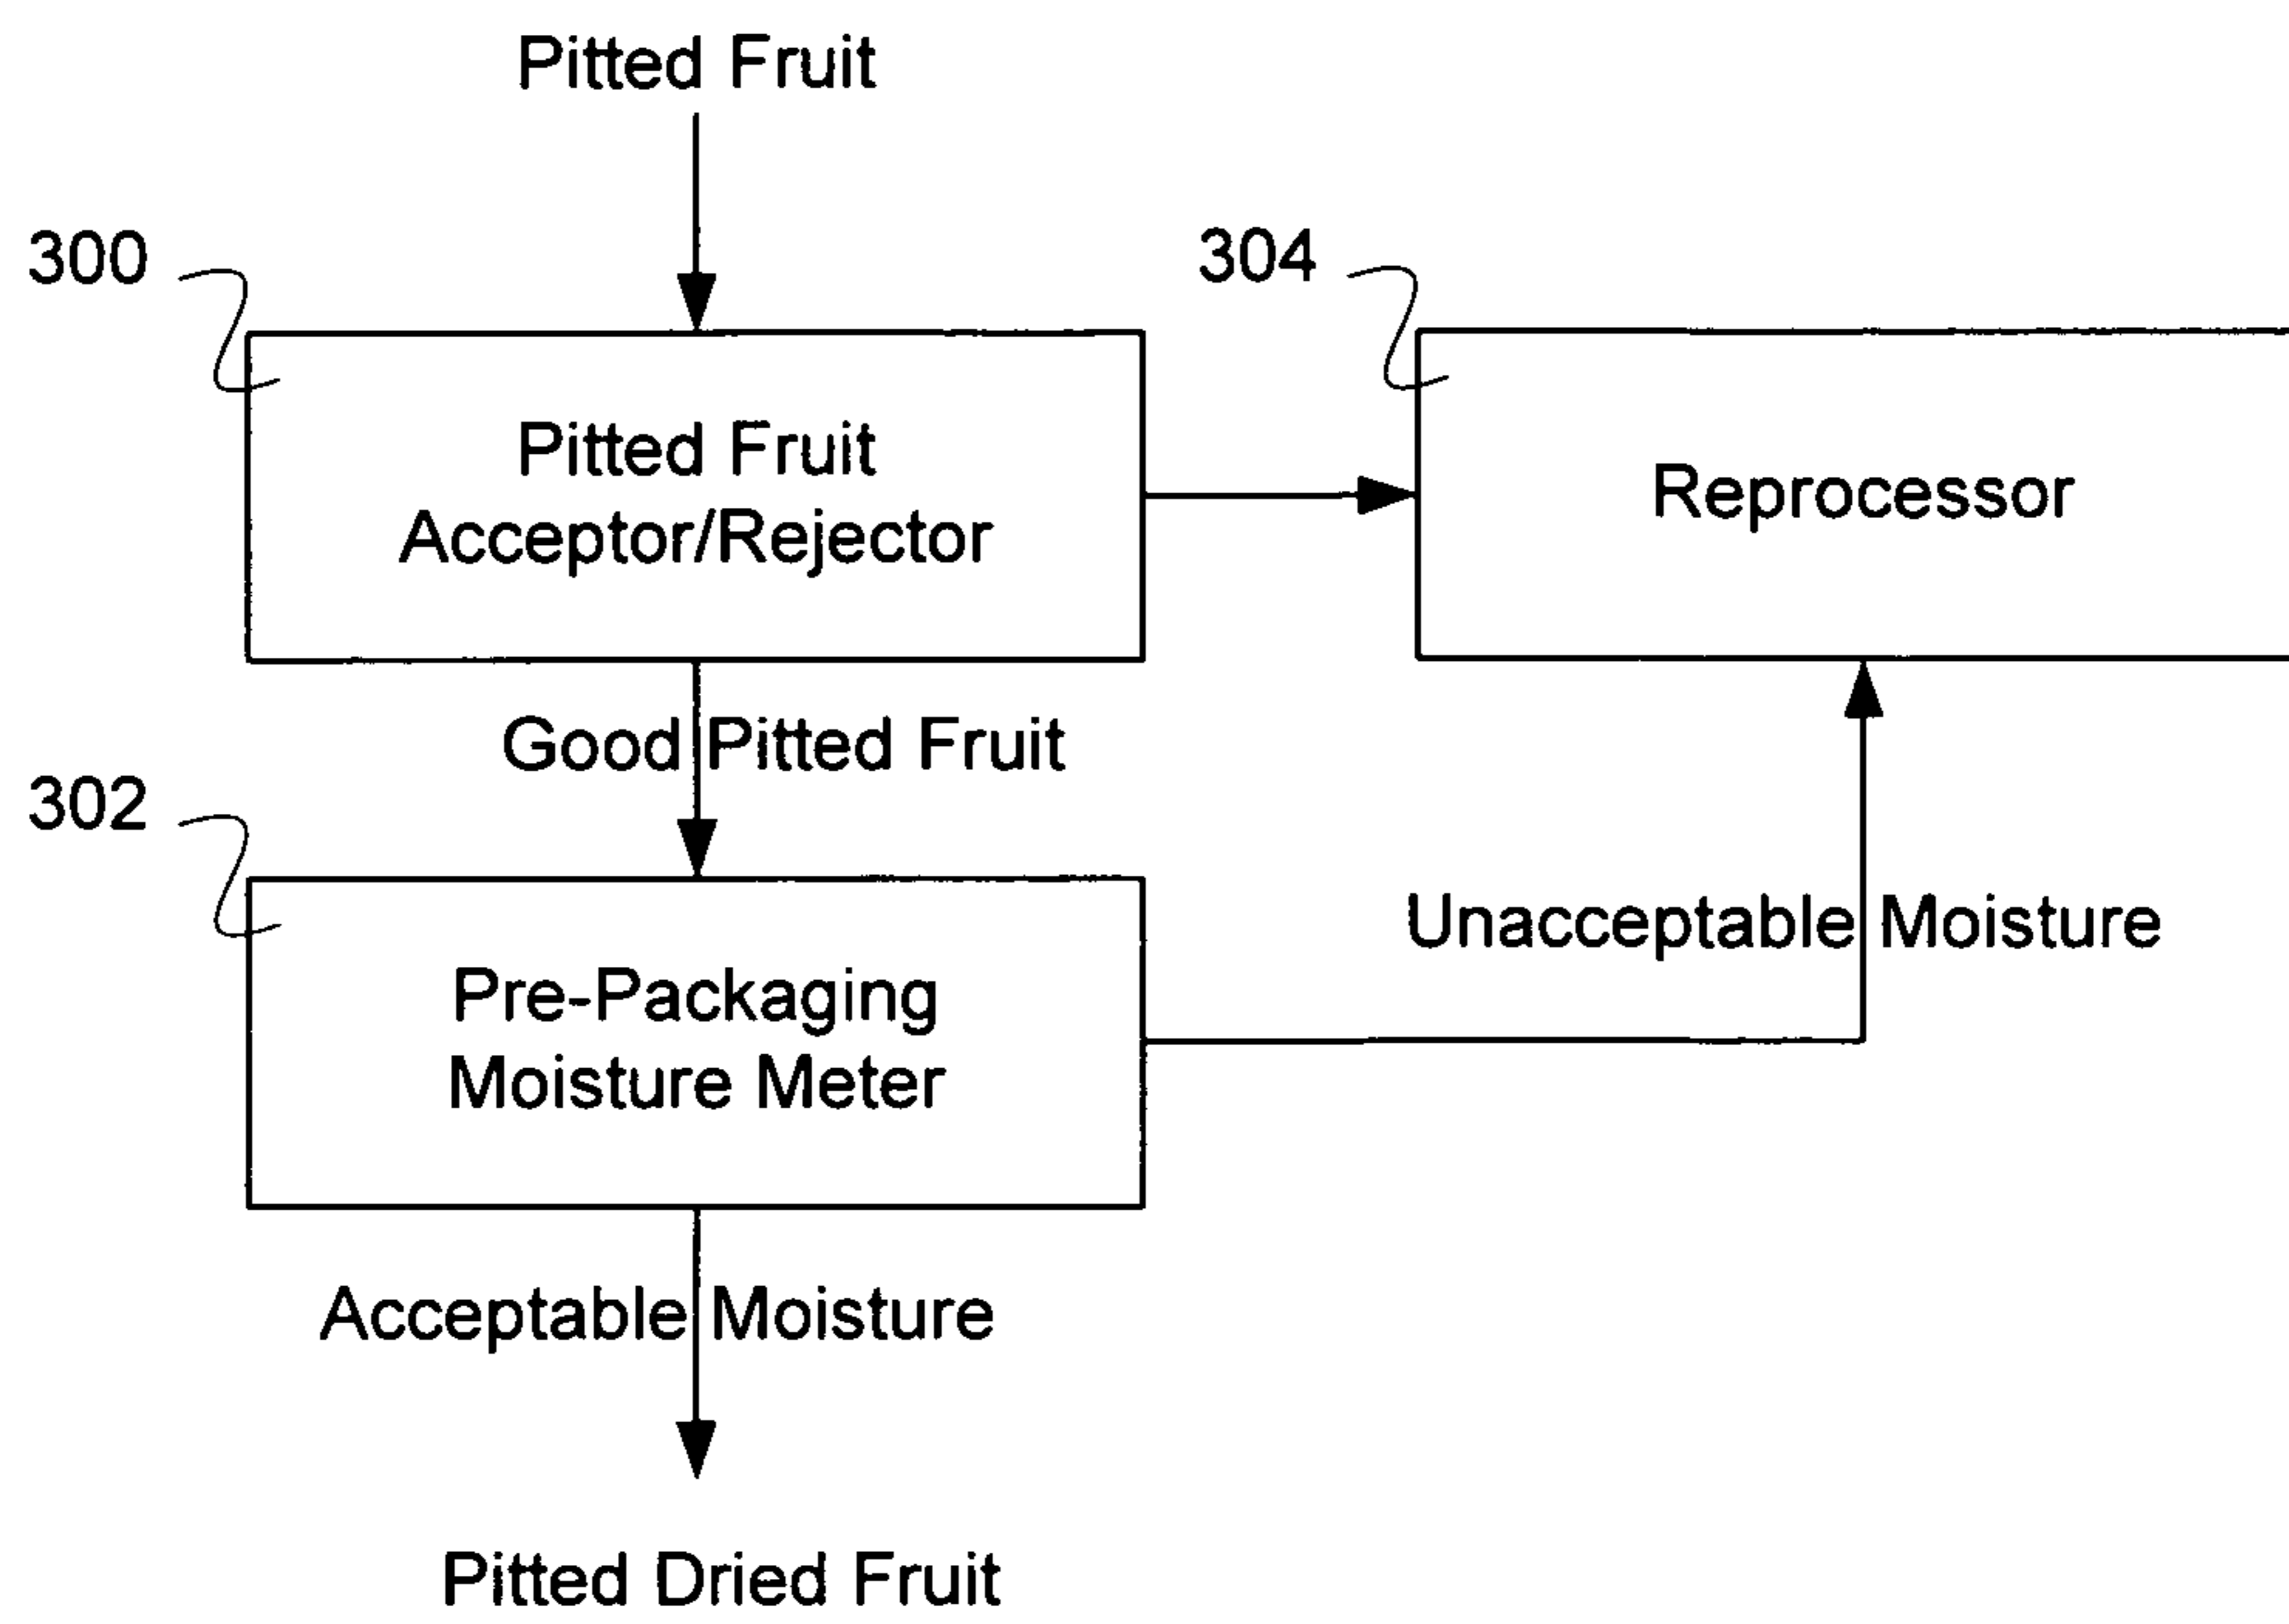 Pitted Fruit
300
304
Pitted Fruit
Acceptor/Rejector
Reprocessor
Good Pitted Fruit
302
Unacceptable Moisture
Pre-Packaging
Moisture Meter
Acceptable Moisture
Pitted Dried Fruit